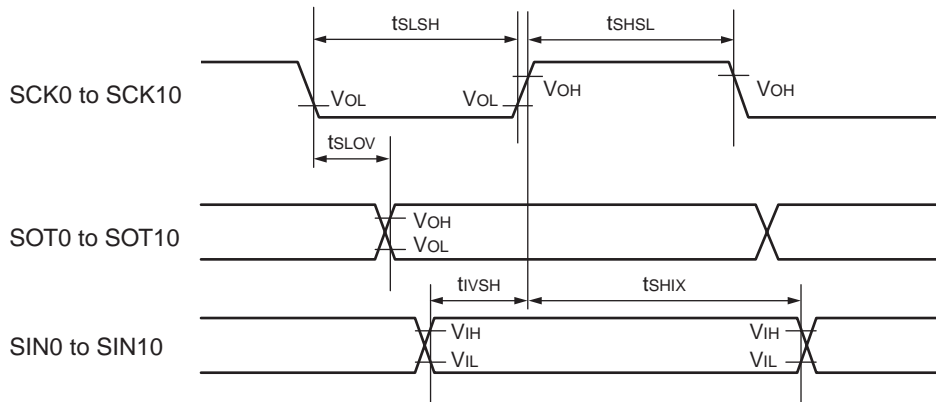 tSLSH tSHSL
SCK0 to SCK10
VOL VOL VOH VOH
tSLOV
SOT0 to SOT10
VOH
VOL
tIVSH tSHIX
SIN0 to SIN10
VIH VIH
VIL VIL